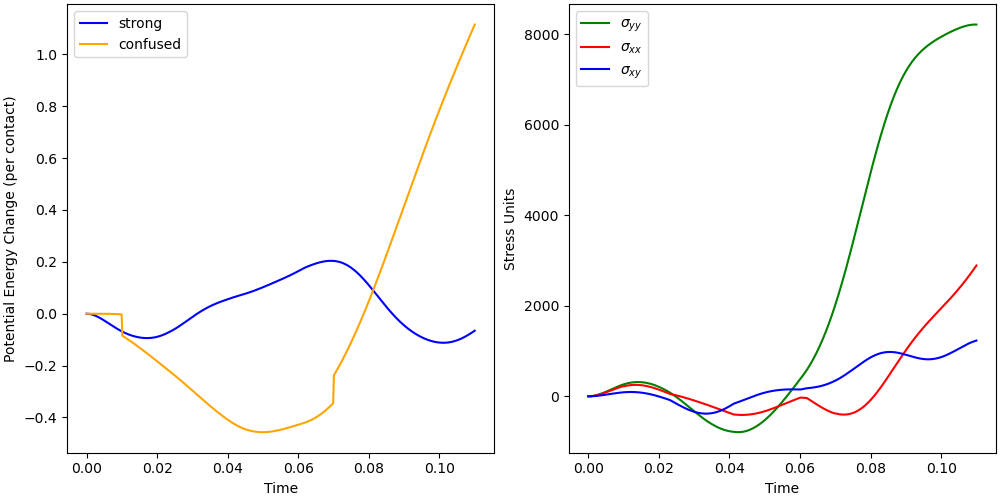 strong
confused
Potential Energy Change (per contact)
1.0
0.8
0.6
0.4
0.2
0.0
−0.2
−0.4
0.00 0.02 0.04 0.06 0.08 0.10
Time
σyy
σxx
σxy
Stress Units
8000
6000
4000
2000
0
0.00 0.02 0.04 0.06 0.08 0.10
Time